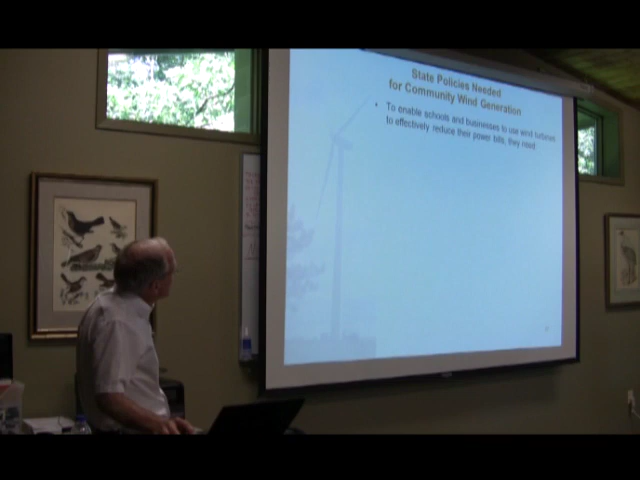 State Policies Needed
for Community Wind Generation
• To enable schools and businesses to use wind turbines
to effectively reduce their power bills, they need